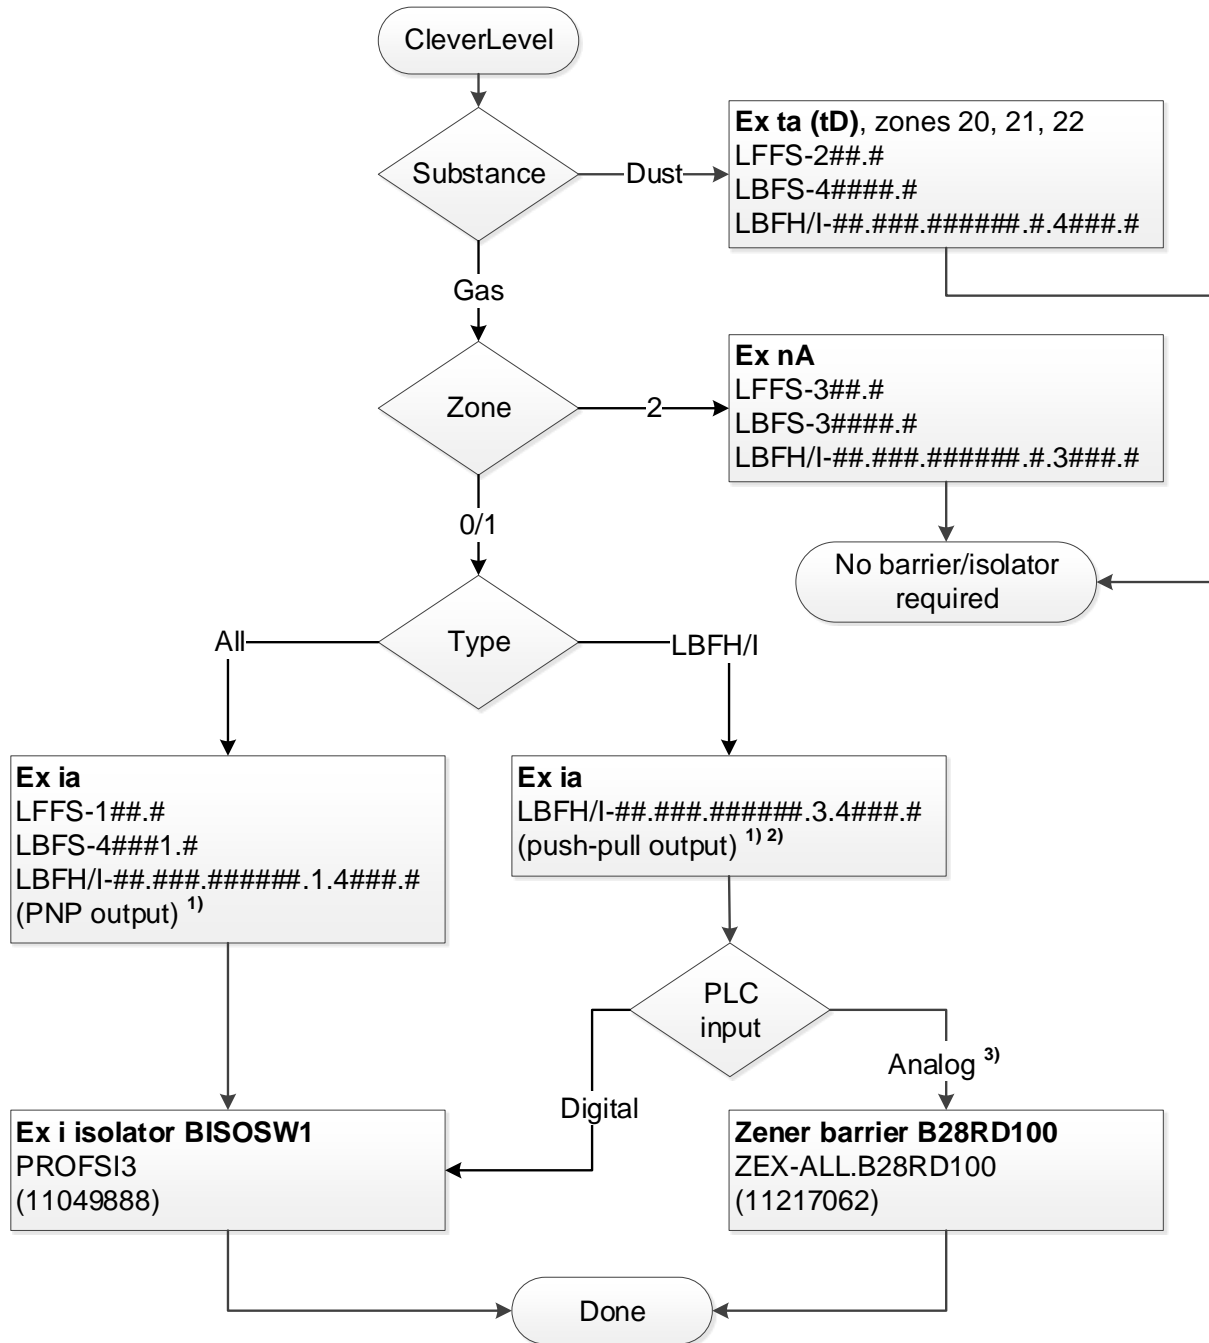 CleverLevel
Substance
Dust
Ex ta (tD), zones 20, 21, 22
LFFS-2##.#
LBFS-4####.#
LBFH/I-##.###.######.#.4###.#
Gas
Zone
2
Ex nA
LFFS-3##.#
LBFS-3####.#
LBFH/I-##.###.######.#.3###.#
0/1
No barrier/isolator
required
Type
All
LBFH/I
Ex ia
LFFS-1##.#
LBFS-4###1.#
LBFH/I-##.###.######.1.4###.#
(PNP output) 1)
Ex ia
LBFH/I-##.###.######.3.4###.#
(push-pull output) 1) 2)
PLC
input
Analog 3)
Digital
Ex i isolator BISOSW1
PROFSI3
(11049888)
Zener barrier B28RD100
ZEX-ALL.B28RD100
(11217062)
Done